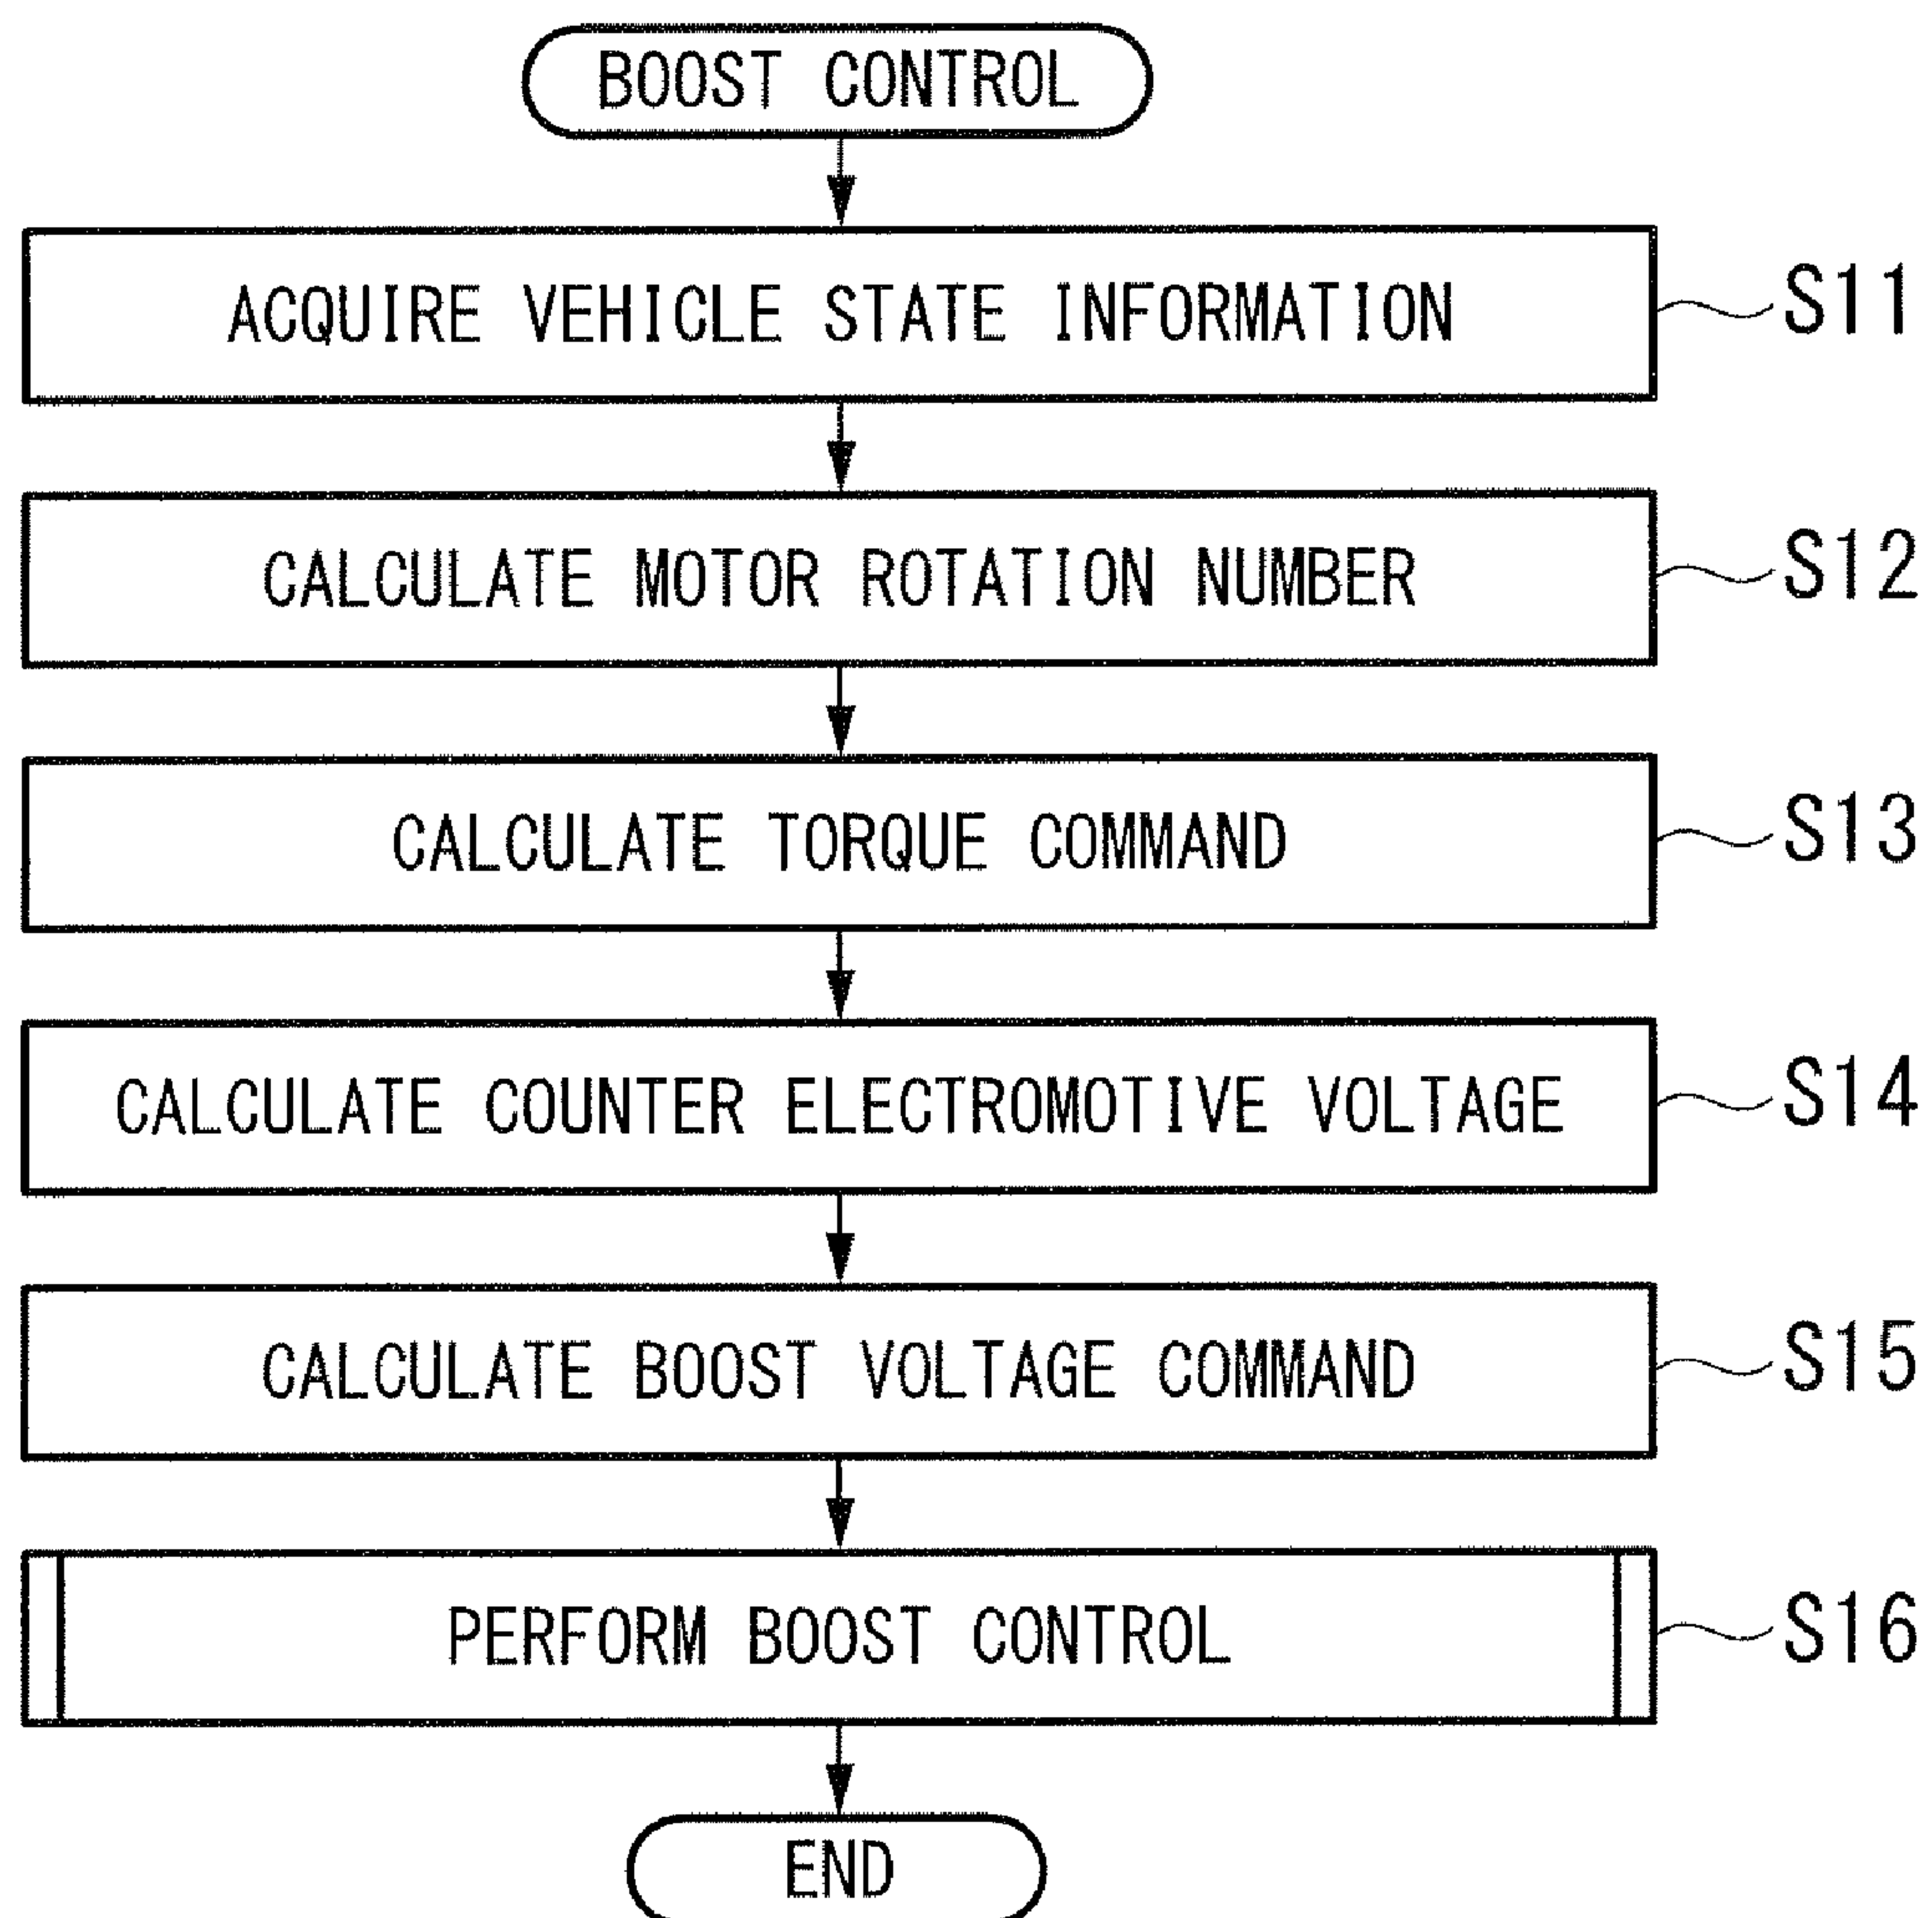 BOOST CONTROL
ACQUIRE VEHICLE STATE INFORMATION
S11
CALCULATE MOTOR ROTATION NUMBER
S12
CALCULATE TORQUE COMMAND
S13
CALCULATE COUNTER ELECTROMOTIVE VOLTAGE
S14
CALCULATE BOOST VOLTAGE COMMAND
S15
PERFORM BOOST CONTROL
S16
END